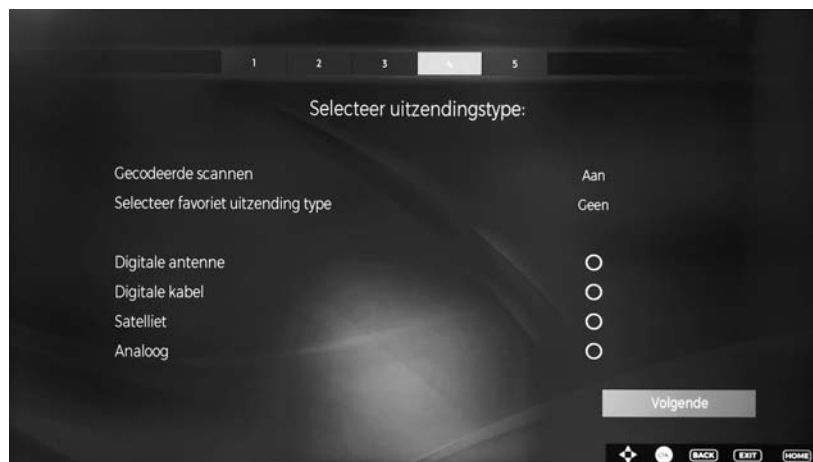 1 2 3 4 5
Selecteer uitzendingstype:
Gecodeerde scannen Aan
Selecteer favoriet uitzending type Geen
Digitale antenne
Digitale kabel
Satelliet
Analoog
Volgende
OK BACK EXIT HOME